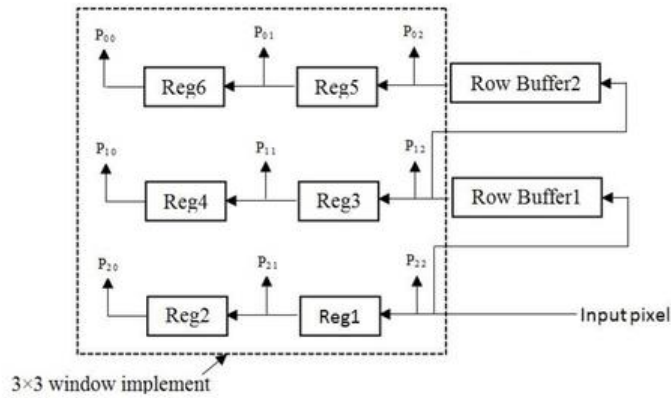 P00 P01 P02
Reg6 Reg5 Row Buffer2
P10 P11 P12
Reg4 Reg3 Row Buffer1
P20 P21 P22
Reg2 Reg1 Input pixel
3×3 window implement